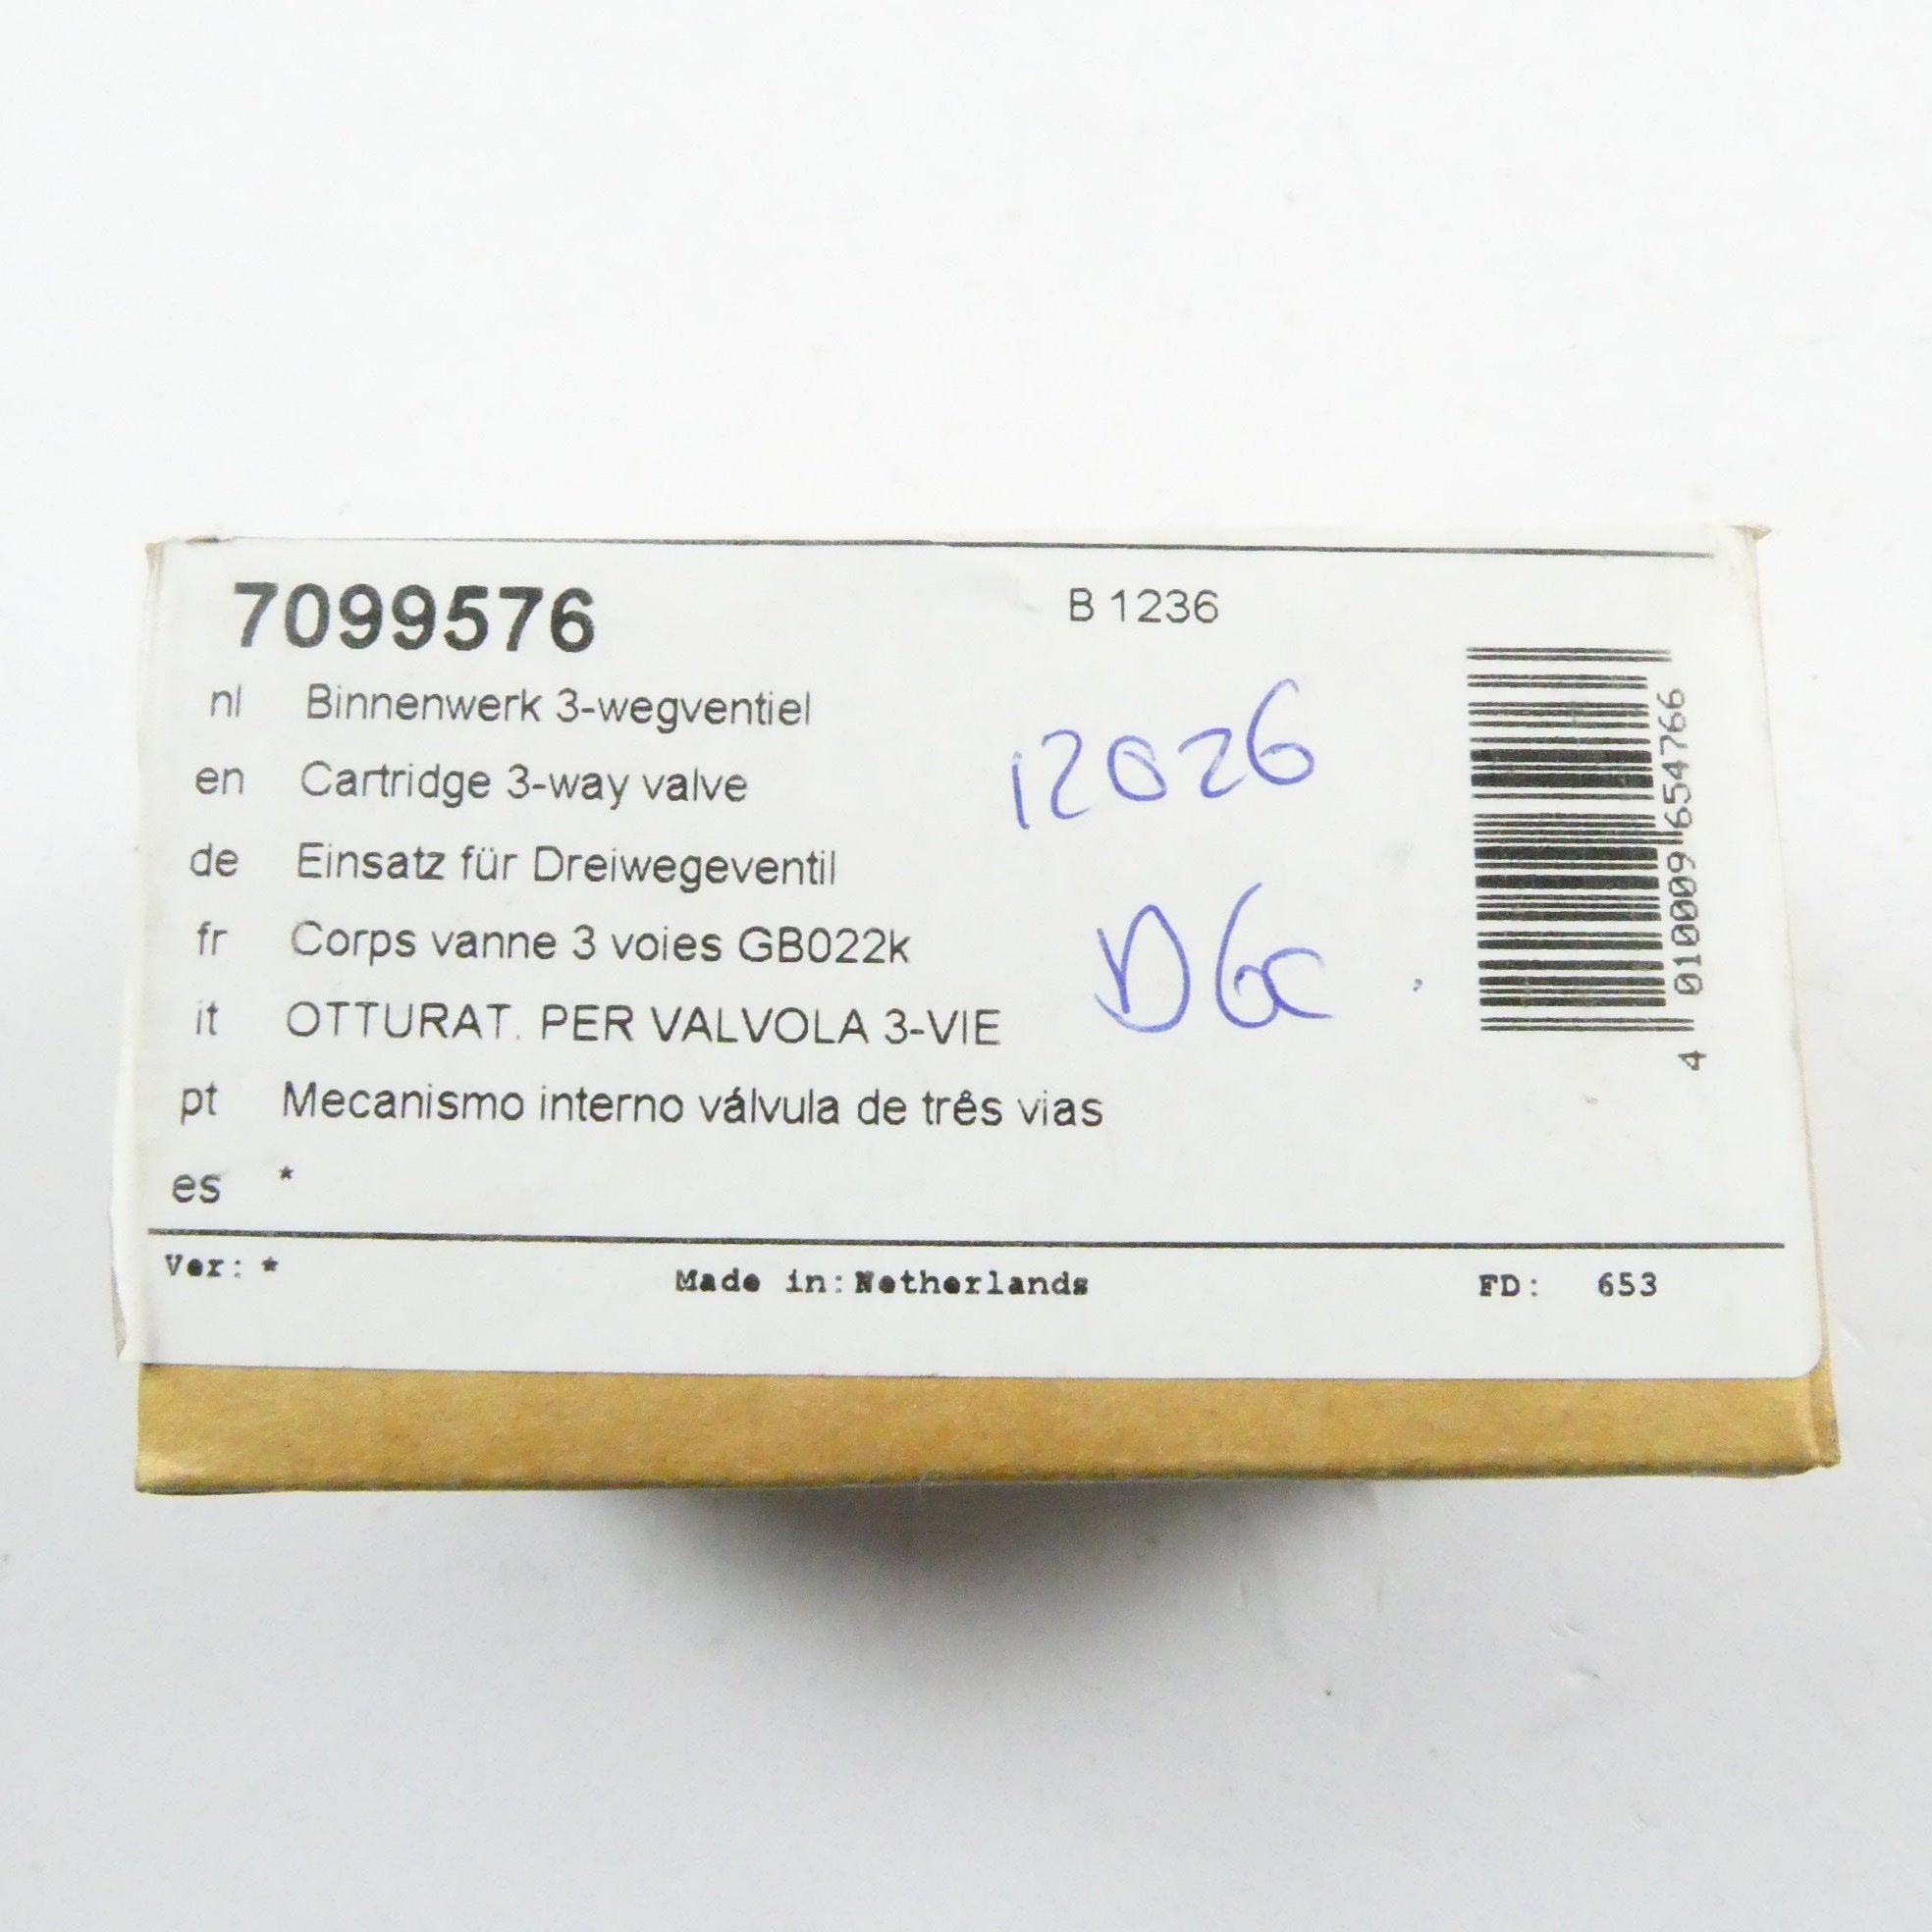 7099576 B 1236
nl Binnenwerk 3-wegventiel
en Cartridge 3-way valve
12026
de Einsatz für Dreiwegeventil
fr Corps vanne 3 voies GB022k
it OTTURAT. PER VALVOLA 3-VIE
pt Mecanismo interno válvula de três vias
es *
4 010009 654766
Ver: * Made in:Netherlands FD: 653